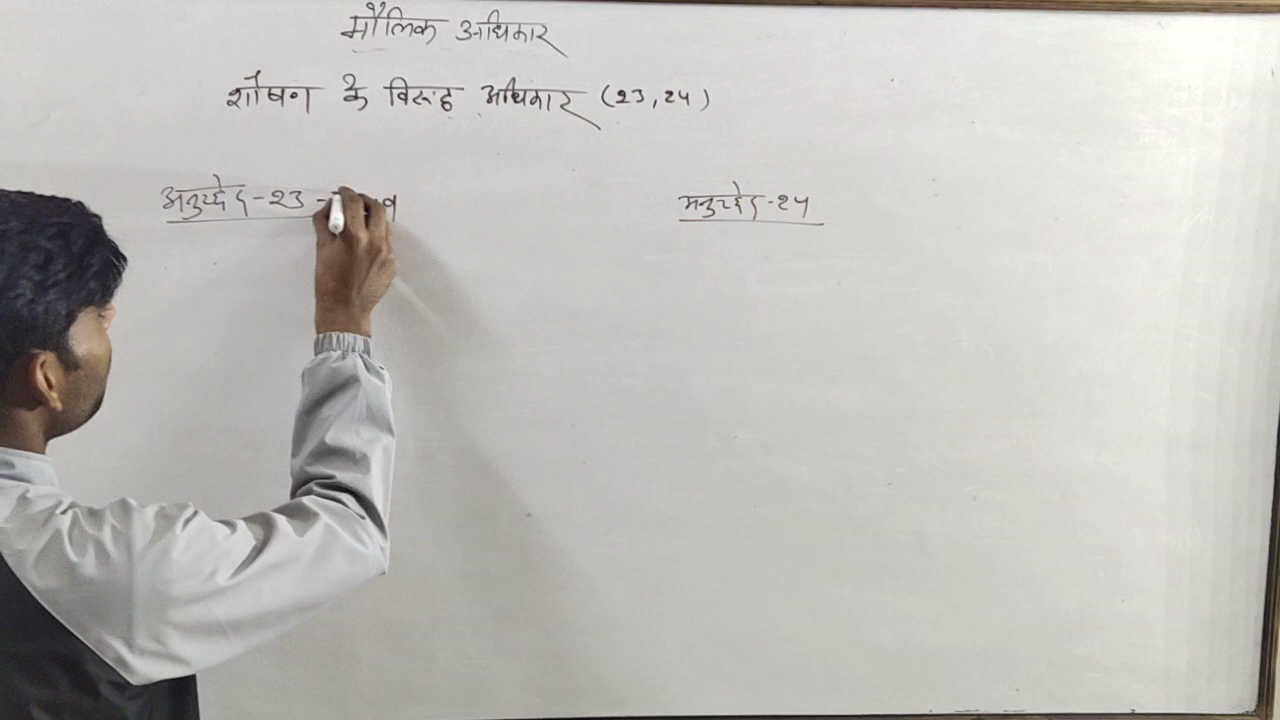 मौलिक अधिकार
शोषण के विरूद्ध अधिकार (23,24)
अनुच्छेद-23 -
अनुच्छेद-24